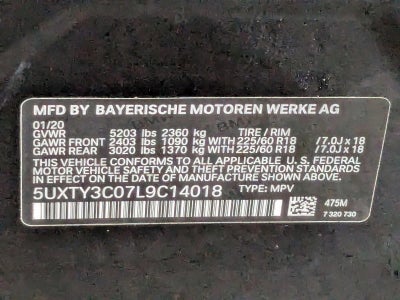 MFD BY BAYERISCHE MOTOREN WERKE AG
01/20
GVWR 5203 lbs 2360 kg TIRE / RIM
GAWR FRONT 2403 lbs 1090 kg WITH 225/60 R18 /7.0J x 18
GAWR REAR 3020 lbs 1370 kg WITH 225/60 R18 /7.0J x 18
THIS VEHICLE CONFORMS TO ALL APPLICABLE U. S. FEDERAL
MOTOR VEHICLE SAFETY, BUMPER, AND THEFT PREVENTION
STANDARDS IN EFFECT ON THE DATE OF MANUFACTURE SHOWN ABOVE.
5UXTY3C07L9C14018 TYPE: MPV
475M
7 320 730